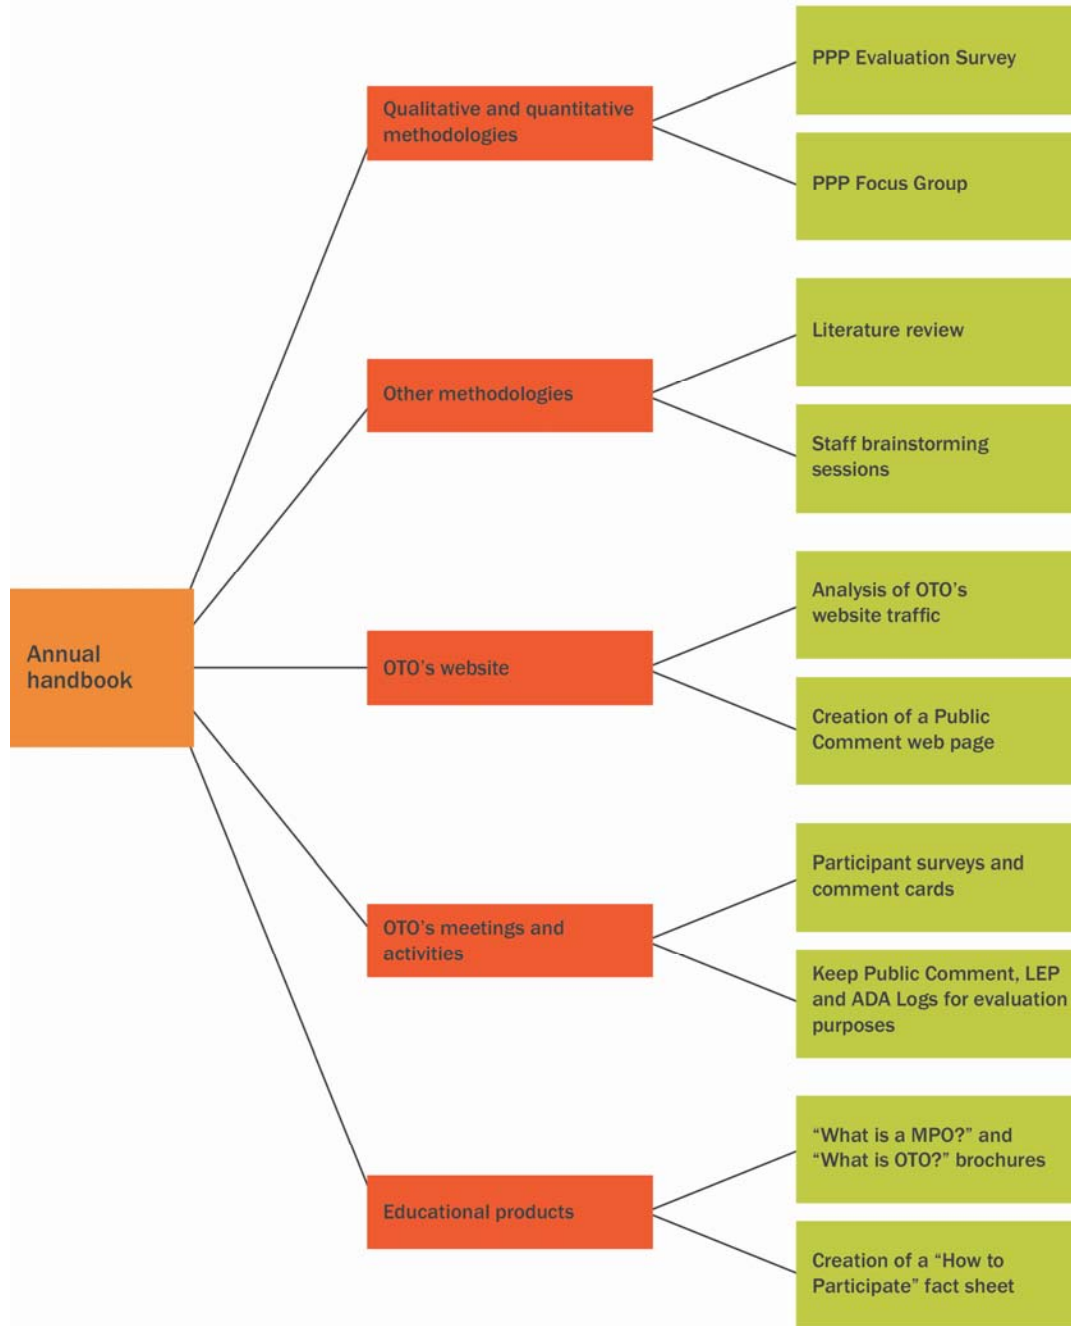 PPP Evaluation Survey
Qualitative and quantitative
methodologies
PPP Focus Group
Literature review
Other methodologies
Staff brainstorming
sessions
Analysis of OTO’s
website traffic
Annual
handbook
OTO’s website
Creation of a Public
Comment web page
Participant surveys and
comment cards
OTO’s meetings and
activities
Keep Public Comment, LEP
and ADA Logs for evaluation
purposes
“What is a MPO?” and
“What is OTO?” brochures
Educational products
Creation of a “How to
Participate” fact sheet